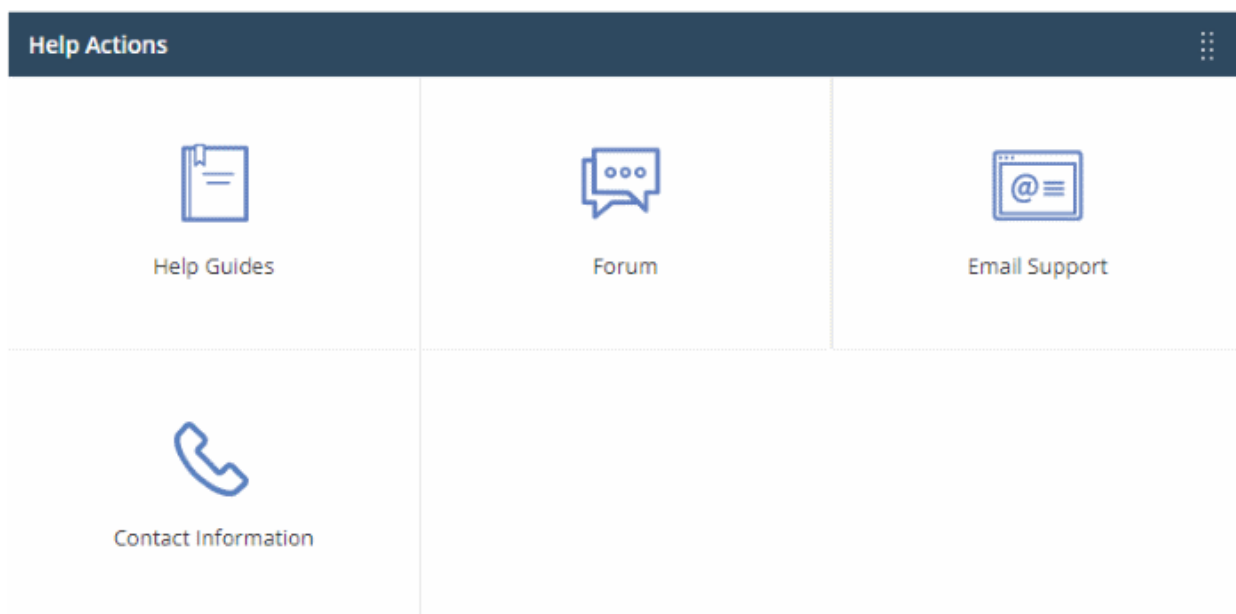 Help Actions
Help Guides
Forum
@
Email Support
Contact Information